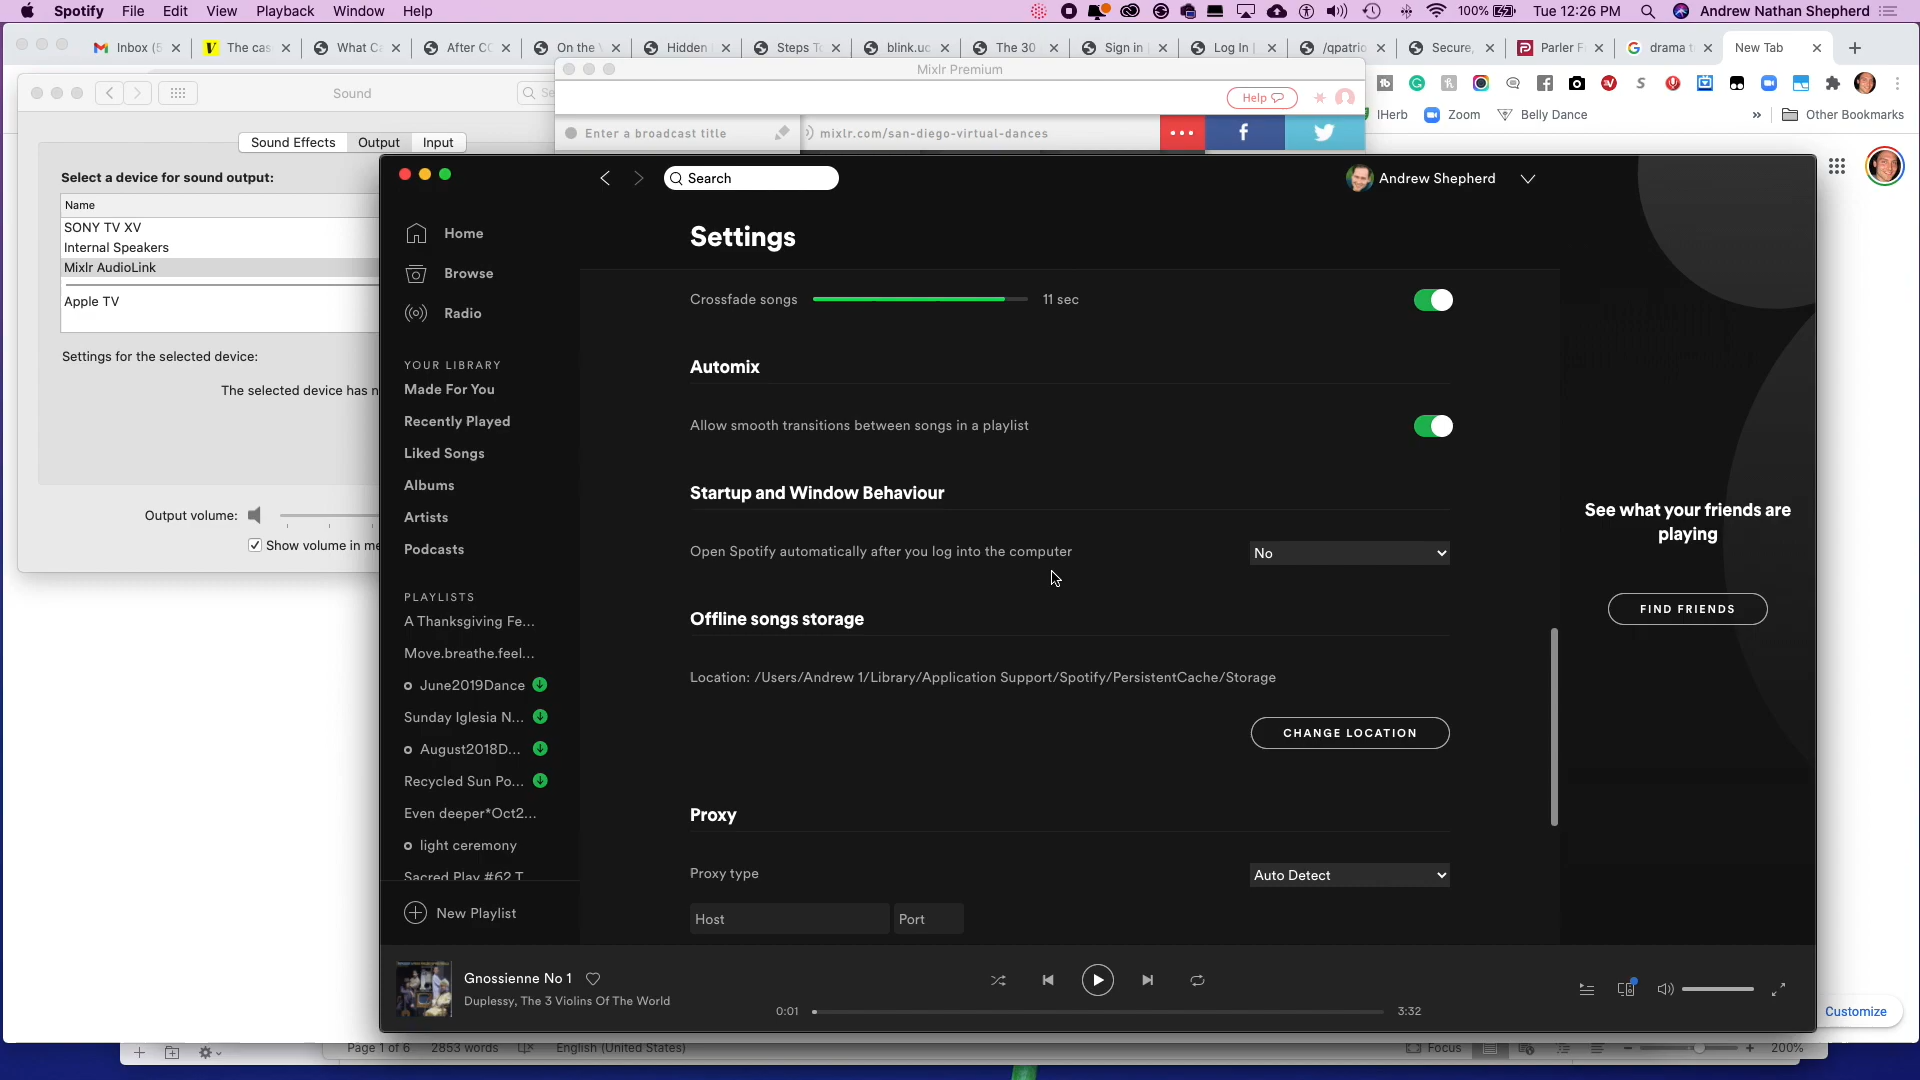 Spotify File Edit View Playback Window Help
100% Tue 12:26 PM Andrew Nathan Shepherd
Inbox (5 The cas What Ca After CC On the Hidden Steps To blink.uc The 30 Sign in Log In | /qpatrio Secure, Parler F drama t New Tab
Mixlr Premium
Sound Se
Help
IHerb Zoom Belly Dance » Other Bookmarks
Enter a broadcast title mixlr.com/san-diego-virtual-dances
Sound Effects Output Input
Select a device for sound output:
Name
SONY TV XV
Internal Speakers
Mixlr AudioLink
Apple TV
Settings for the selected device:
The selected device has n
Output volume:
Show volume in me
Search
Andrew Shepherd
Home
Browse
Radio
YOUR LIBRARY
Made For You
Recently Played
Liked Songs
Albums
Artists
Podcasts
PLAYLISTS
A Thanksgiving Fe...
Move.breathe.feel...
June2019Dance
Sunday Iglesia N...
August2018D...
Recycled Sun Po...
Even deeper*Oct2...
light ceremony
Sacred Play #62 T
New Playlist
Settings
Crossfade songs 11 sec
Automix
Allow smooth transitions between songs in a playlist
Startup and Window Behaviour
Open Spotify automatically after you log into the computer No
Offline songs storage
Location: /Users/Andrew 1/Library/Application Support/Spotify/PersistentCache/Storage
CHANGE LOCATION
Proxy
Proxy type Auto Detect
Host Port
See what your friends are
playing
FIND FRIENDS
Gnossienne No 1
Duplessy, The 3 Violins Of The World
0:01 3:32
Customize
Page 1 of 6 2853 words English (United States) Focus 200%